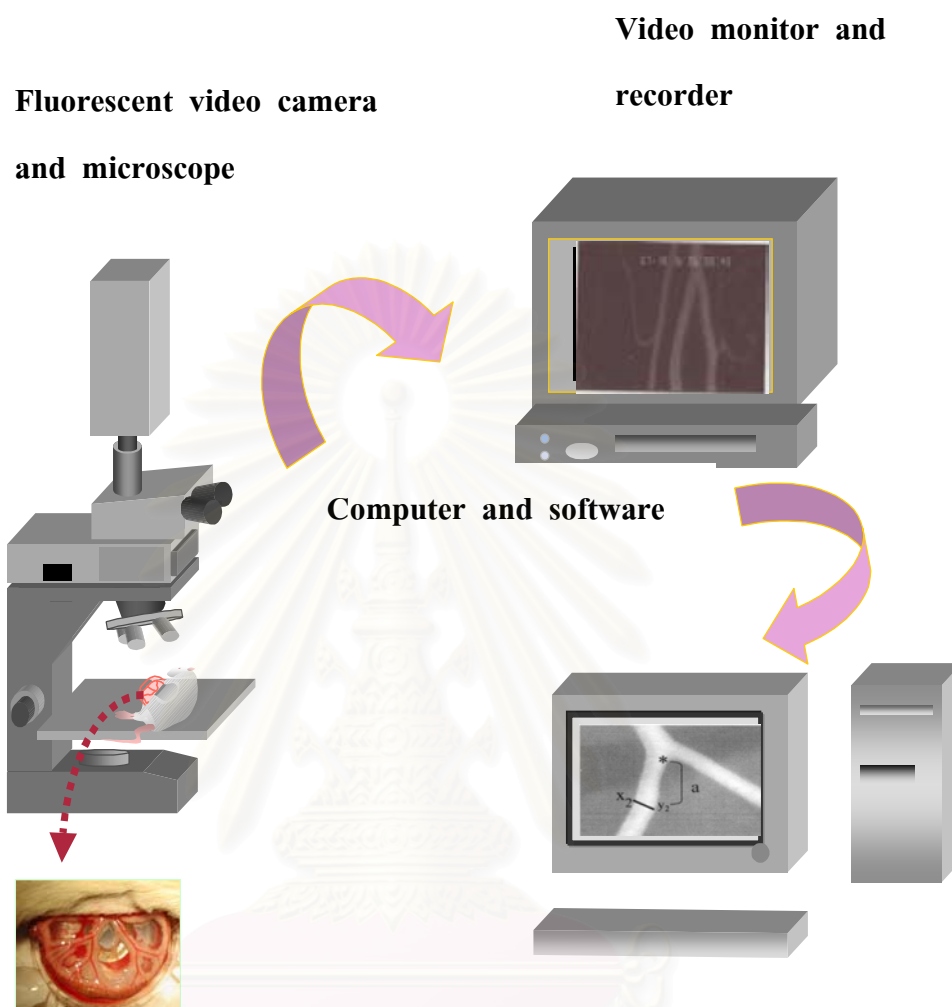 Video monitor and
recorder
Fluorescent video camera
and microscope
Computer and software
*
a
x₂
y₂